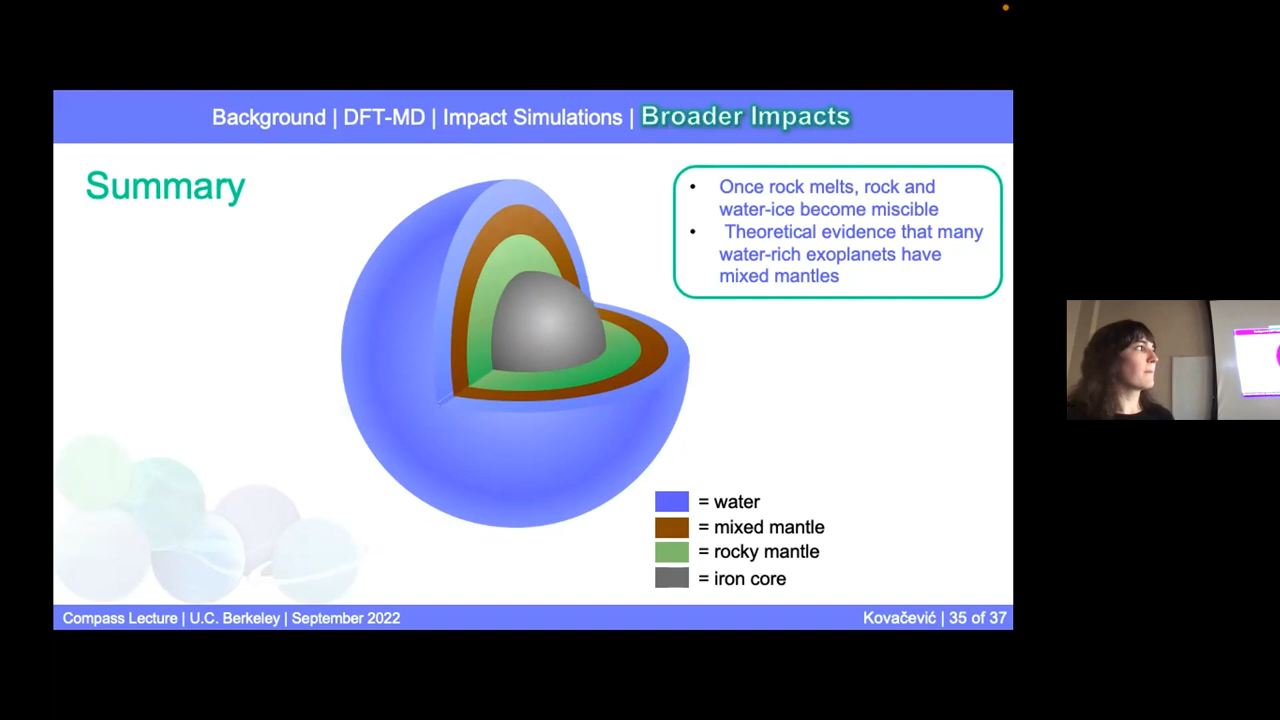 Background | DFT-MD | Impact Simulations | Broader Impacts
Summary
• Once rock melts, rock and
water-ice become miscible
• Theoretical evidence that many
water-rich exoplanets have
mixed mantles
= water
= mixed mantle
= rocky mantle
= iron core
Compass Lecture | U.C. Berkeley | September 2022
Kovačević | 35 of 37